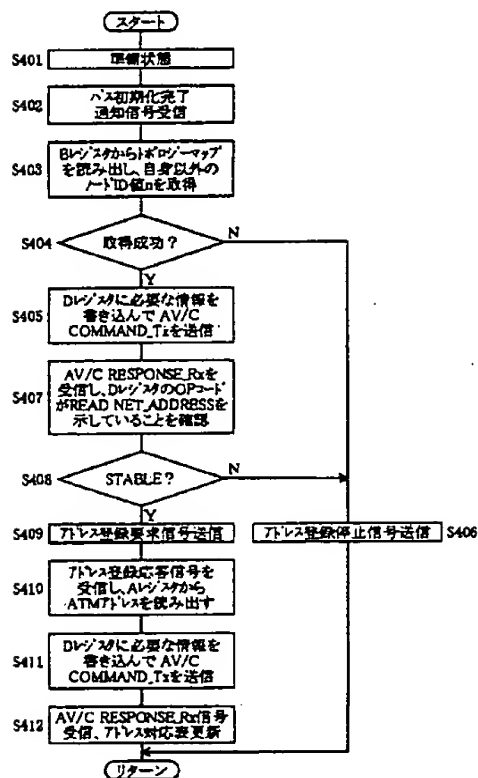 スタート
S401
準備状態
S402
バス初期化完了
通知信号受信
S403
Bレジスタからトポロジーマップ
を読み出し、自身以外の
ノードID値nを取得
S404
取得成功？
N
Y
S405
Dレジスタに必要な情報を
書き込んで AV/C
COMMAND_Txを送信
S407
AV/C RESPONSE_Rxを
受信し、DレジスタのOPコード
がREAD NET_ADDRESSを
示していることを確認
S408
STABLE？
N
Y
S409
アドレス登録要求信号送信
アドレス登録停止信号送信
S406
S410
アドレス登録応答信号を
受信し、Aレジスタから
ATMアドレスを読み出す
S411
Dレジスタに必要な情報を
書き込んで AV/C
COMMAND_Txを送信
S412
AV/C RESPONSE_Rx信号
受信、アドレス対応表更新
リターン